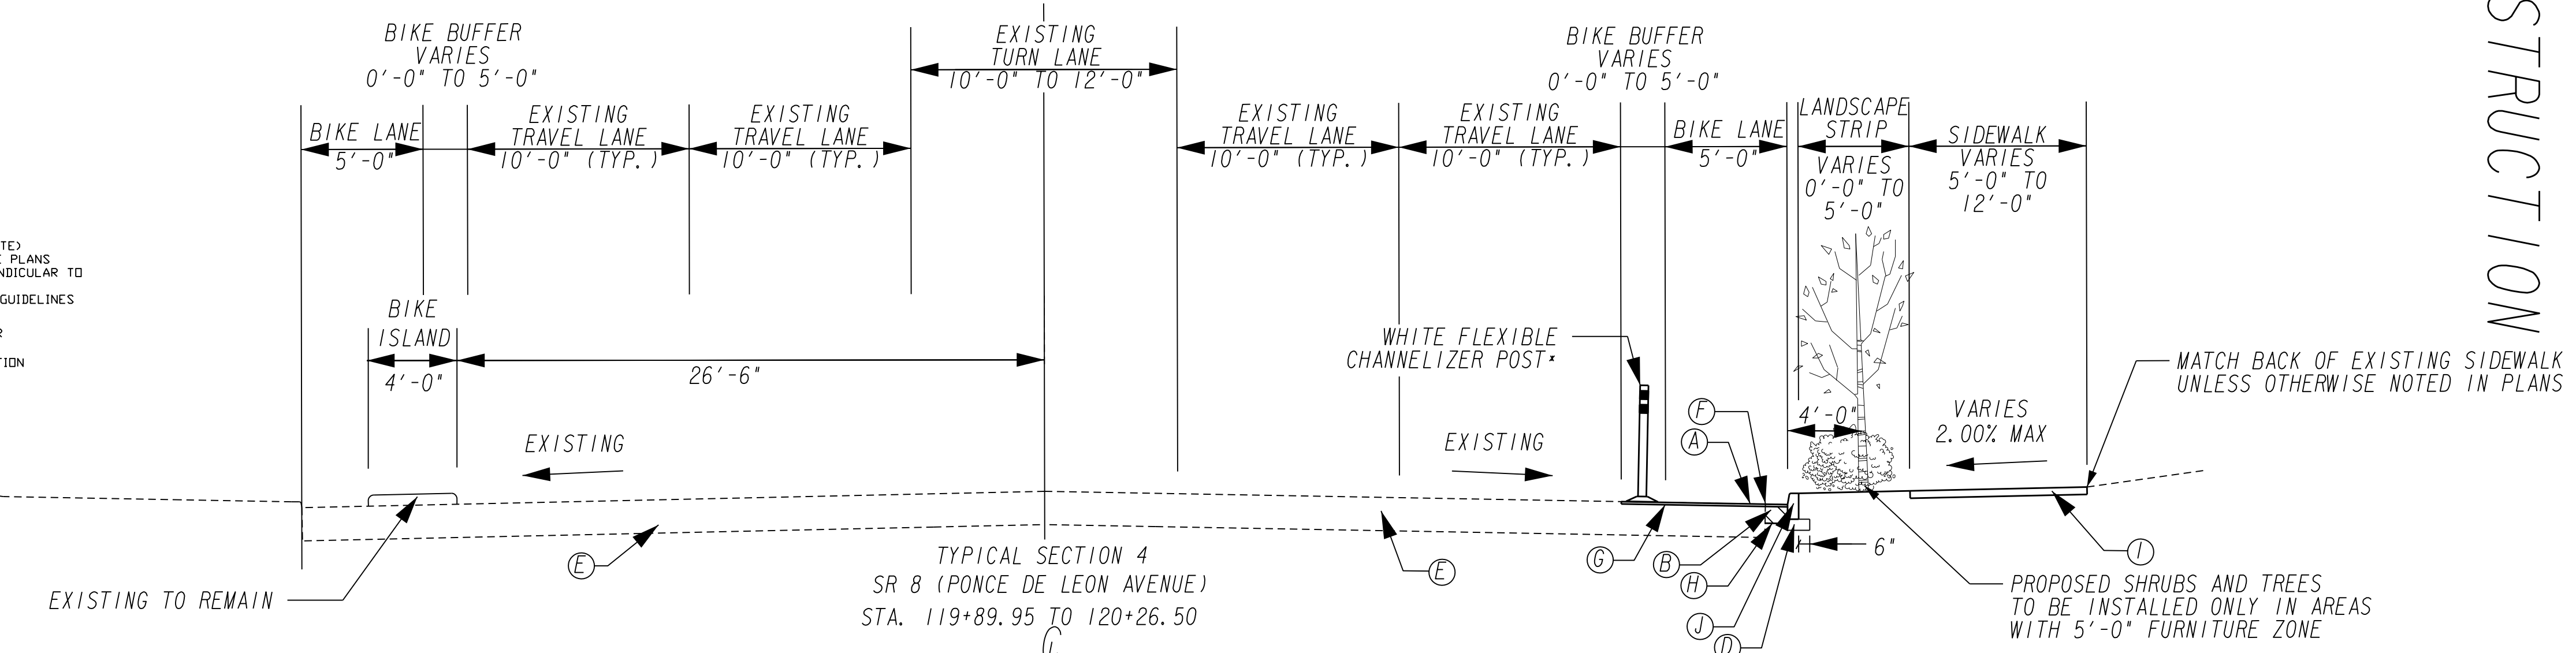 BIKE BUFFER
VARIES
0'-0" TO 5'-0"
EXISTING
TURN LANE
10'-0" TO 12'-0"
BIKE BUFFER
VARIES
0'-0" TO 5'-0"
BIKE LANE
5'-0"
EXISTING
TRAVEL LANE
10'-0" (TYP.)
EXISTING
TRAVEL LANE
10'-0" (TYP.)
EXISTING
TRAVEL LANE
10'-0" (TYP.)
EXISTING
TRAVEL LANE
10'-0" (TYP.)
BIKE LANE
5'-0"
LANDSCAPE
STRIP
VARIES
0'-0" TO
5'-0"
SIDEWALK
VARIES
5'-0" TO
12'-0"
STRUCTION
TE)
PLANS
NDICULAR TO
GUIDELINES
R
TION
BIKE
ISLAND
4'-0"
26'-6"
WHITE FLEXIBLE
CHANNELIZER POST*
MATCH BACK OF EXISTING SIDEWALK
UNLESS OTHERWISE NOTED IN PLANS
EXISTING
EXISTING
F
A
4'-0"
VARIES
2.00% MAX
E
E
G
B
H
J
D
6"
I
EXISTING TO REMAIN
TYPICAL SECTION 4
SR 8 (PONCE DE LEON AVENUE)
STA. 119+89.95 TO 120+26.50
PROPOSED SHRUBS AND TREES
TO BE INSTALLED ONLY IN AREAS
WITH 5'-0" FURNITURE ZONE